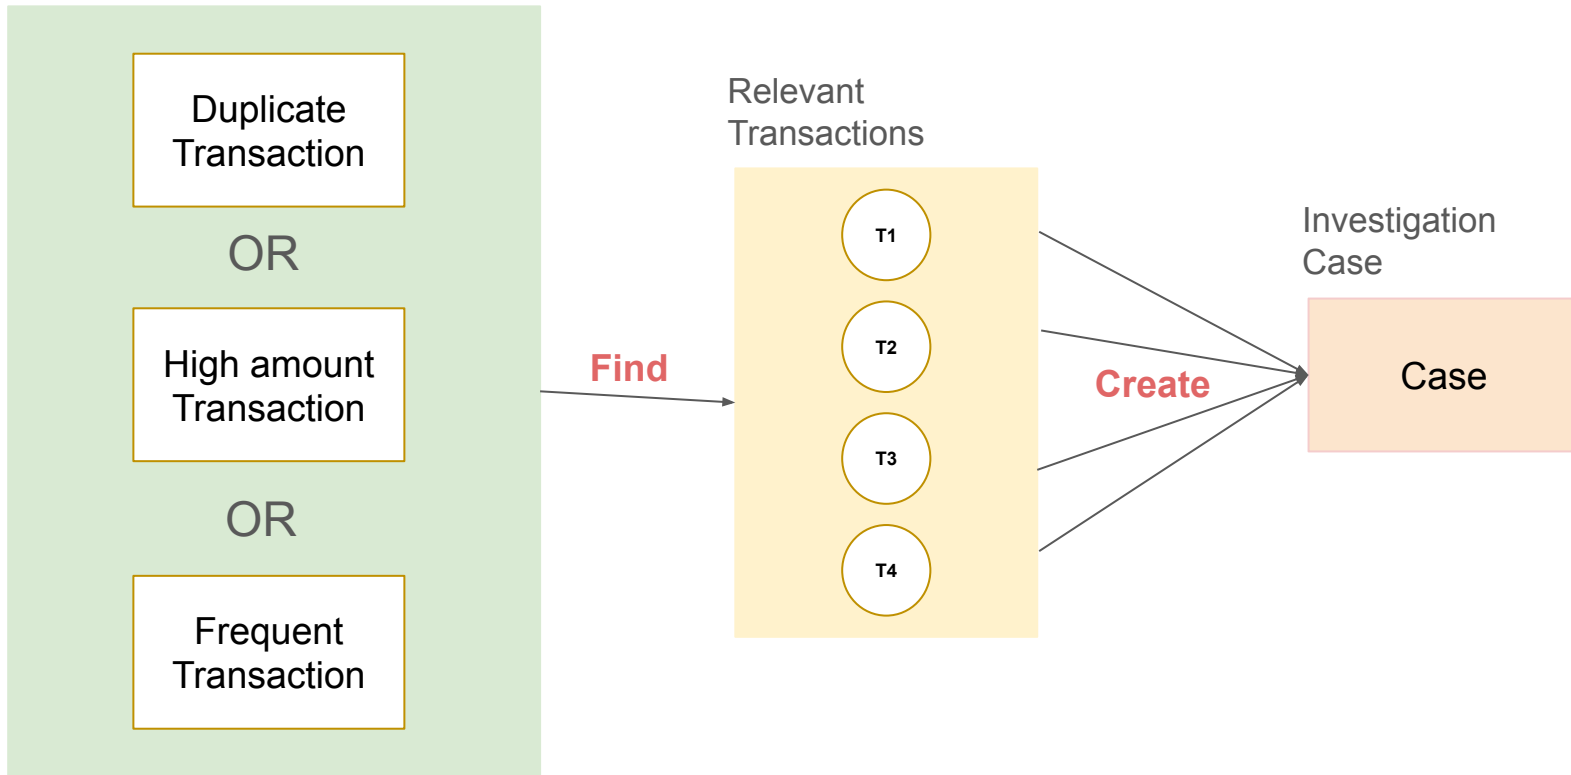 Duplicate
Transaction
OR
High amount
Transaction
OR
Frequent
Transaction
Find
Relevant
Transactions
T1
T2
T3
T4
Create
Investigation
Case
Case